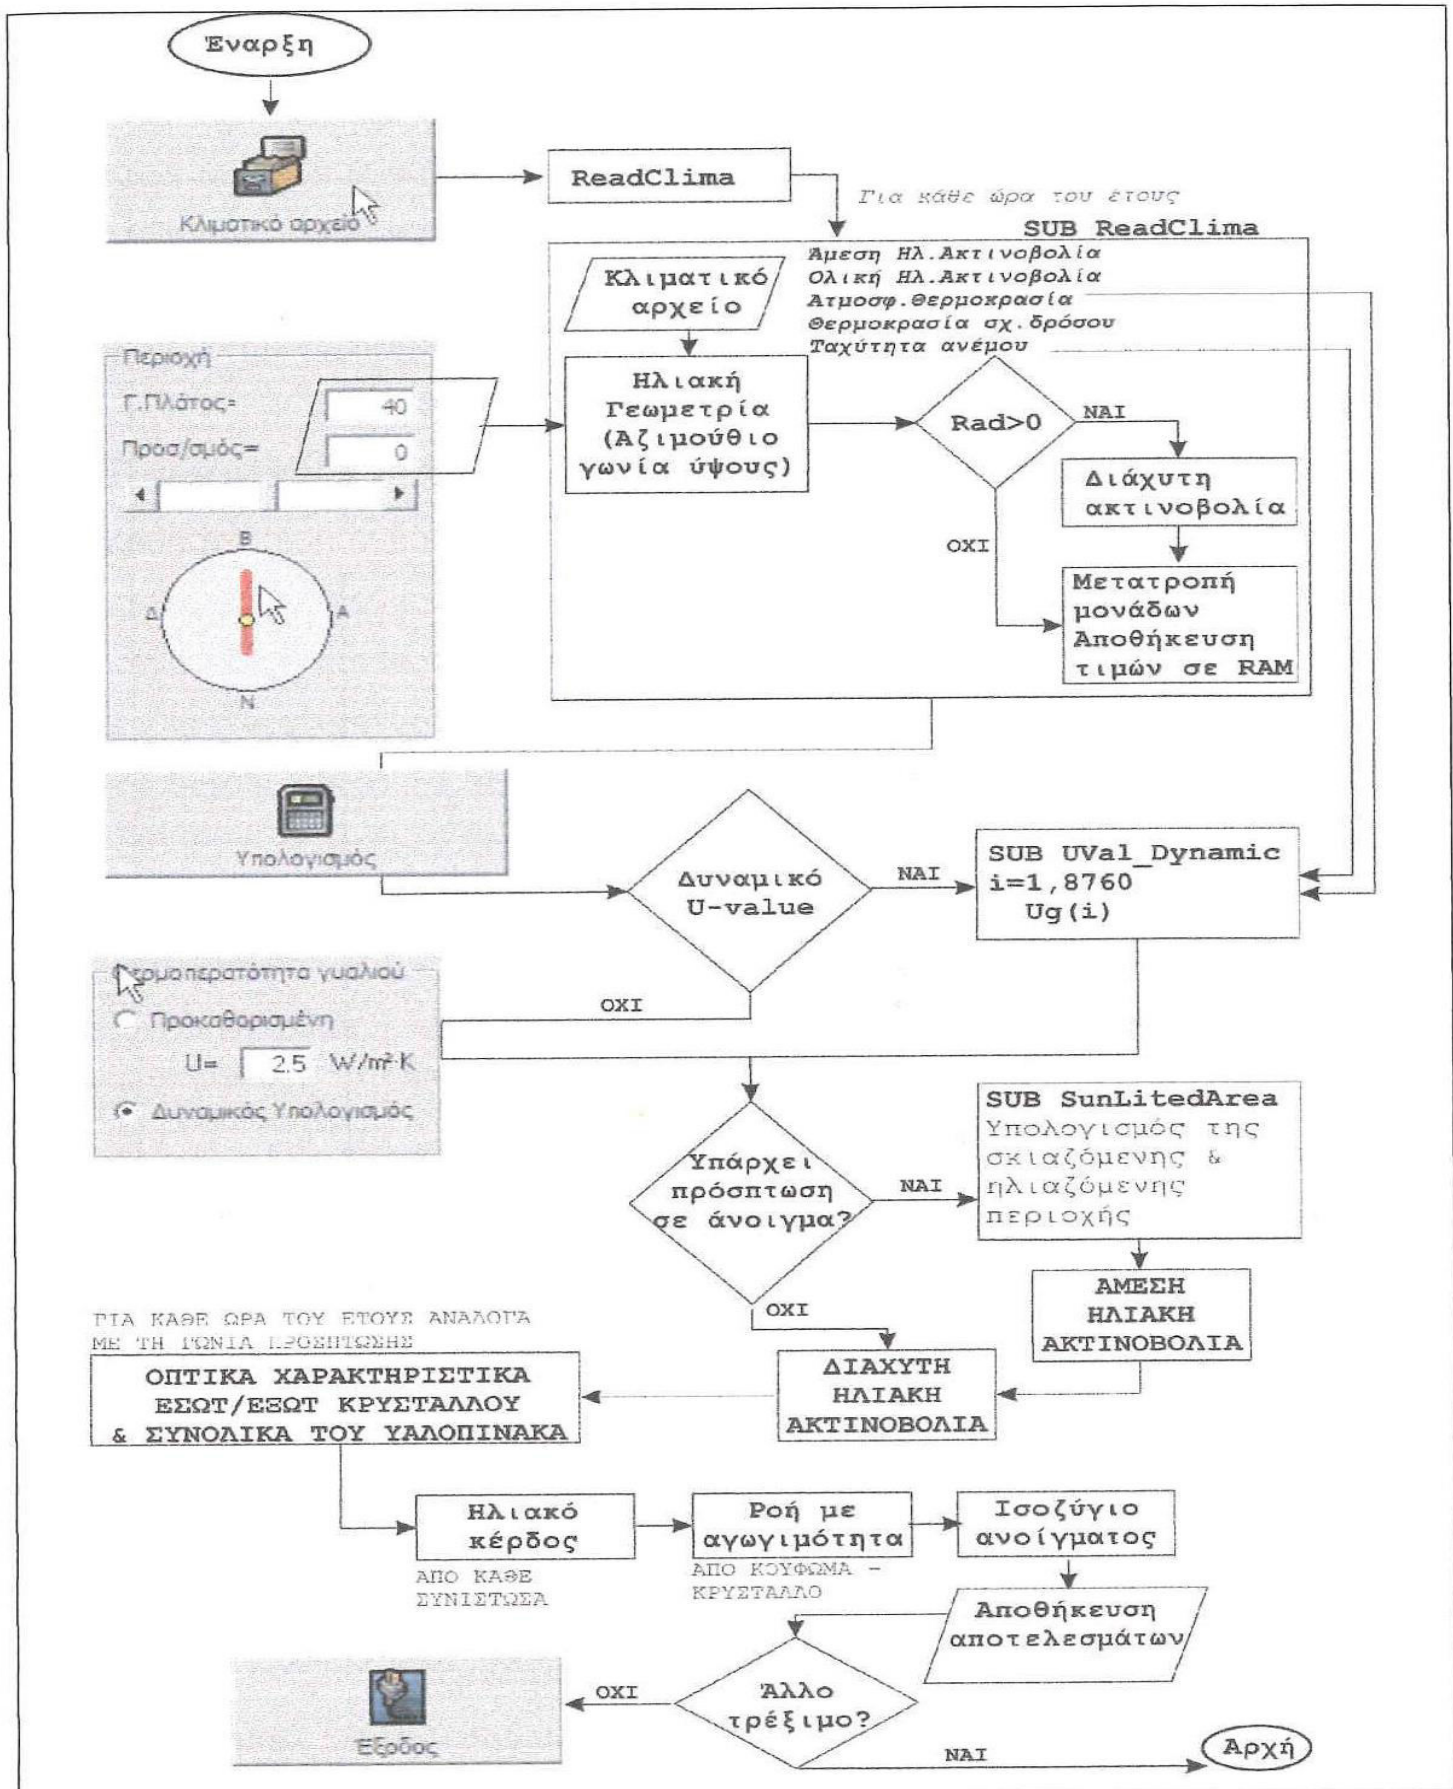 Έναρξη
Κλιματικό αρχείο
ReadClima
Για κάθε ώρα του έτους
SUB ReadClima
Κλιματικό
αρχείο
Άμεση Ηλ.Ακτινοβολία
Ολική Ηλ.Ακτινοβολία
Ατμοσφ.Θερμοκρασία
Θερμοκρασία σχ.δρόσου
Ταχύτητα ανέμου
Περιοχή
Γ.Πλάτος= 40
Προσ/σμός= 0
Β
Δ
Α
Ν
Ηλιακή
Γεωμετρία
(Αζιμούθιο
γωνία ύψους)
Rad>0
ΝΑΙ
ΟΧΙ
Διάχυτη
ακτινοβολία
Μετατροπή
μονάδων
Αποθήκευση
τιμών σε RAM
Υπολογισμός
Δυναμικό
U-value
ΝΑΙ
SUB UVal_Dynamic
i=1,8760
Ug(i)
ΟΧΙ
Θερμοπερατότητα γυαλιού
Προκαθορισμένη
U= 2.5 W/m²·K
Δυναμικός Υπολογισμός
Υπάρχει
πρόσπτωση
σε άνοιγμα?
ΝΑΙ
SUB SunLitedArea
Υπολογισμός της
σκιαζόμενης &
ηλιαζόμενης
περιοχής
ΟΧΙ
ΑΜΕΣΗ
ΗΛΙΑΚΗ
ΑΚΤΙΝΟΒΟΛΙΑ
ΔΙΑΧΥΤΗ
ΗΛΙΑΚΗ
ΑΚΤΙΝΟΒΟΛΙΑ
ΓΙΑ ΚΑΘΕ ΩΡΑ ΤΟΥ ΕΤΟΥΣ ΑΝΑΛΟΓΑ
ΜΕ ΤΗ ΓΩΝΙΑ ΠΡΟΣΠΤΩΣΗΣ
ΟΠΤΙΚΑ ΧΑΡΑΚΤΗΡΙΣΤΙΚΑ
ΕΣΩΤ/ΕΞΩΤ ΚΡΥΣΤΑΛΛΟΥ
& ΣΥΝΟΛΙΚΑ ΤΟΥ ΥΑΛΟΠΙΝΑΚΑ
Ηλιακό
κέρδος
ΑΠΟ ΚΑΘΕ
ΣΥΝΙΣΤΩΣΑ
Ροή με
αγωγιμότητα
ΑΠΟ ΚΟΥΦΩΜΑ -
ΚΡΥΣΤΑΛΛΟ
Ισοζύγιο
ανοίγματος
Αποθήκευση
αποτελεσμάτων
Άλλο
τρέξιμο?
ΟΧΙ
Έξοδος
ΝΑΙ
Αρχή